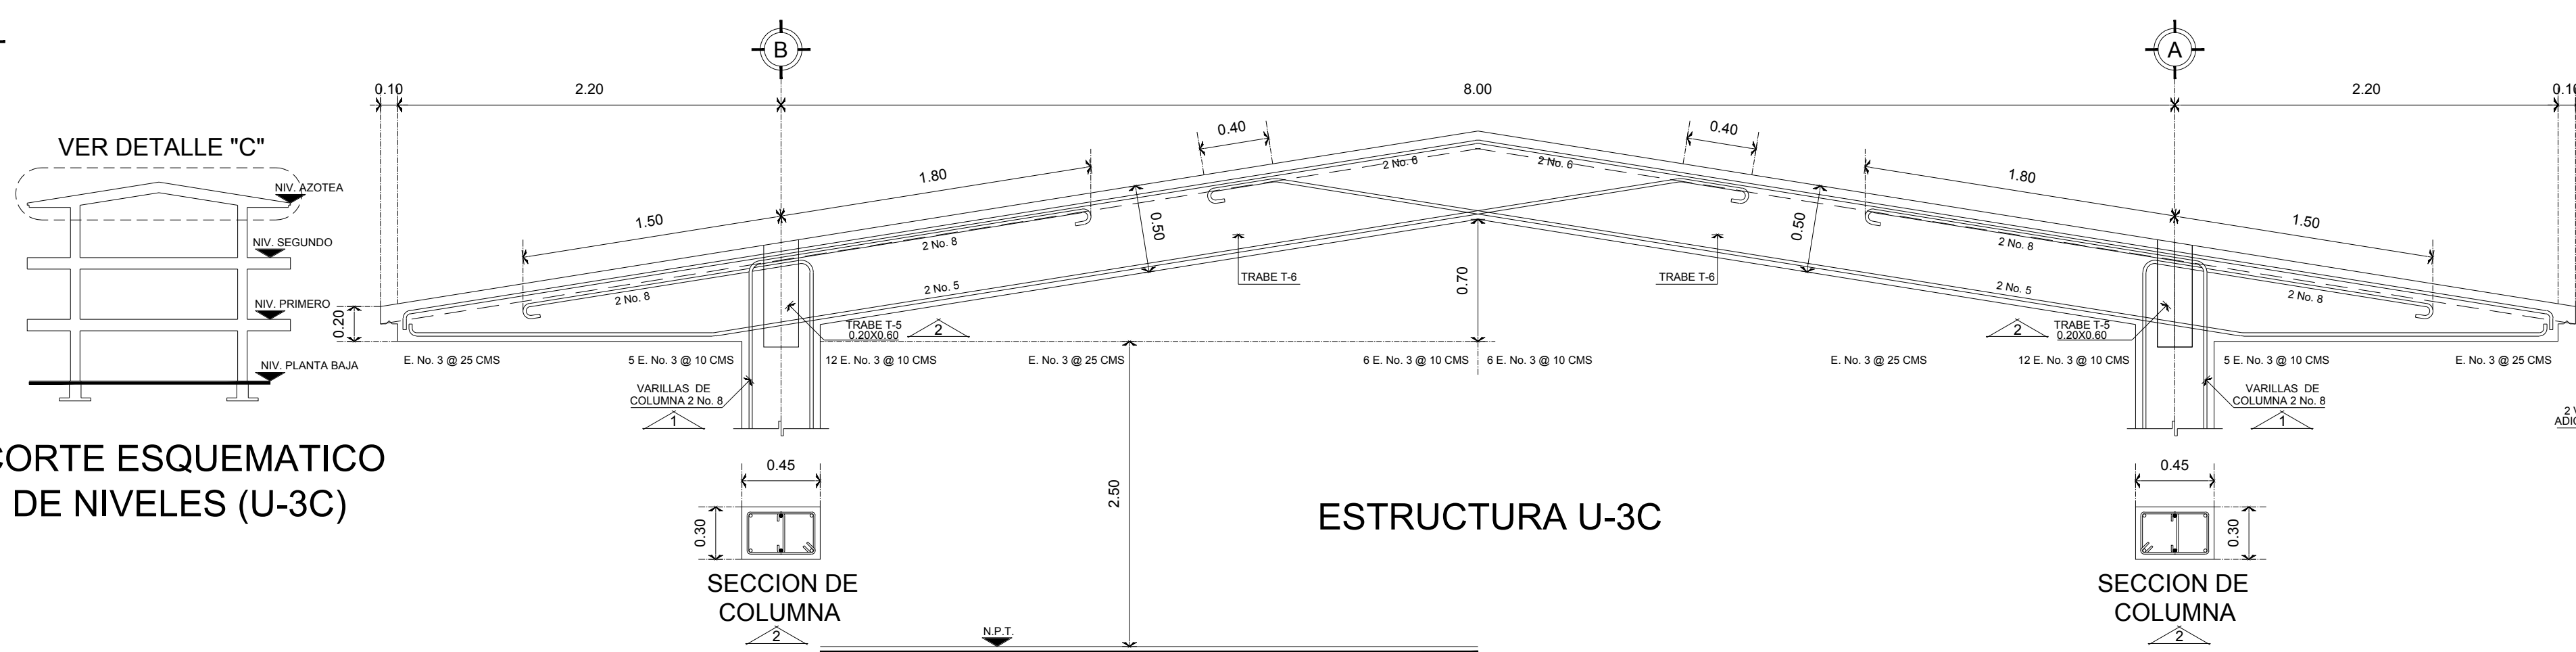 B
A
0.10
2.20
8.00
2.20
0.10
VER DETALLE "C"
NIV. AZOTEA
NIV. SEGUNDO
NIV. PRIMERO
NIV. PLANTA BAJA
CORTE ESQUEMATICO
DE NIVELES (U-3C)
0.20
1.50
1.80
0.40
0.40
1.80
1.50
2 No. 6
2 No. 6
0.50
0.50
0.70
2 No. 8
2 No. 8
2 No. 5
TRABE T-6
TRABE T-6
2 No. 8
2 No. 5
2 No. 8
TRABE T-5
0.20X0.60
2
2
TRABE T-5
0.20X0.60
E. No. 3 @ 25 CMS
5 E. No. 3 @ 10 CMS
12 E. No. 3 @ 10 CMS
E. No. 3 @ 25 CMS
6 E. No. 3 @ 10 CMS
6 E. No. 3 @ 10 CMS
E. No. 3 @ 25 CMS
12 E. No. 3 @ 10 CMS
5 E. No. 3 @ 10 CMS
E. No. 3 @ 25 CMS
VARILLAS DE
COLUMNA 2 No. 8
1
VARILLAS DE
COLUMNA 2 No. 8
1
0.45
0.30
SECCION DE
COLUMNA
2
2.50
N.P.T.
ESTRUCTURA U-3C
0.45
0.30
SECCION DE
COLUMNA
2